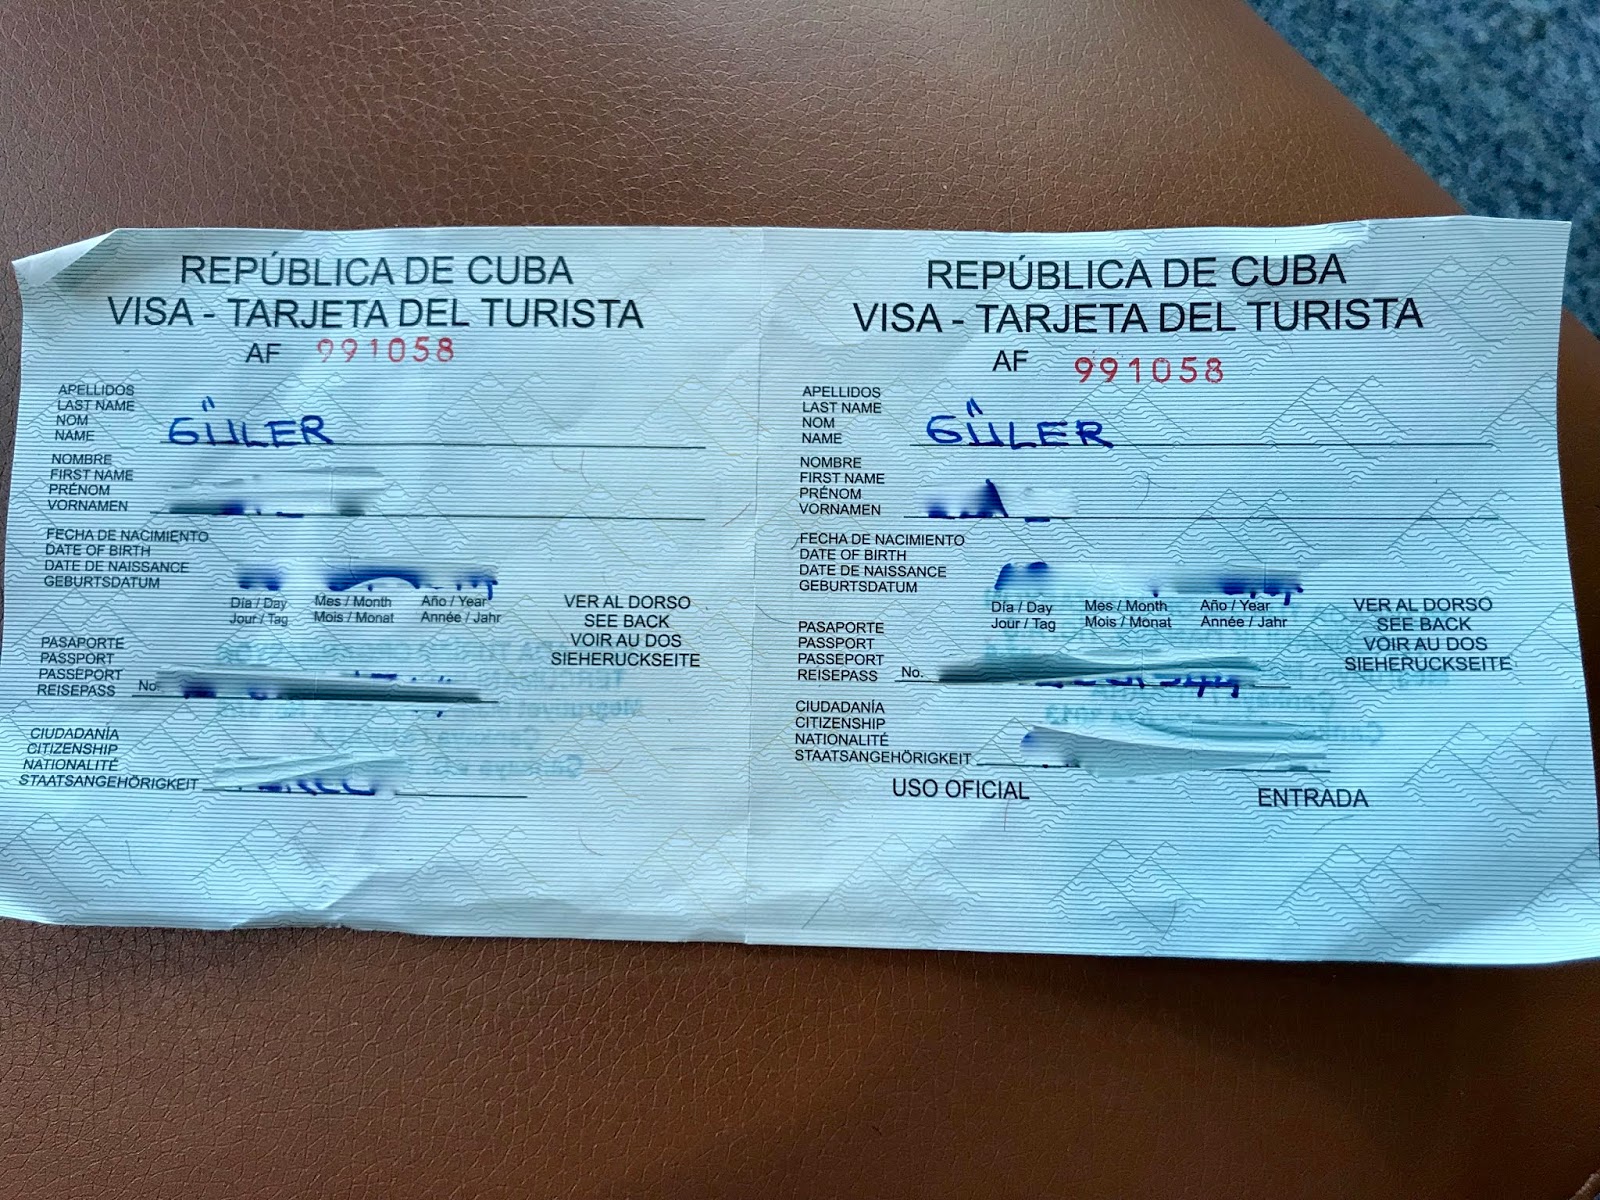 REPÚBLICA DE CUBA
VISA - TARJETA DEL TURISTA
AF 991058
APELLIDOS
LAST NAME
NOM
NAME
GÜLER
NOMBRE
FIRST NAME
PRÉNOM
VORNAMEN
FECHA DE NACIMIENTO
DATE OF BIRTH
DATE DE NAISSANCE
GEBURTSDATUM
Día / Day Mes / Month Año / Year
Jour / Tag Mois / Monat Année / Jahr
VER AL DORSO
SEE BACK
VOIR AU DOS
SIEHERUCKSEITE
PASAPORTE
PASSPORT
PASSEPORT
REISEPASS No.
CIUDADANÍA
CITIZENSHIP
NATIONALITÉ
STAATSANGEHÖRIGKEIT
REPÚBLICA DE CUBA
VISA - TARJETA DEL TURISTA
AF 991058
APELLIDOS
LAST NAME
NOM
NAME
GÜLER
NOMBRE
FIRST NAME
PRÉNOM
VORNAMEN
FECHA DE NACIMIENTO
DATE OF BIRTH
DATE DE NAISSANCE
GEBURTSDATUM
Día / Day Mes / Month Año / Year
Jour / Tag Mois / Monat Année / Jahr
VER AL DORSO
SEE BACK
VOIR AU DOS
SIEHERUCKSEITE
PASAPORTE
PASSPORT
PASSEPORT
REISEPASS No.
CIUDADANÍA
CITIZENSHIP
NATIONALITÉ
STAATSANGEHÖRIGKEIT
USO OFICIAL ENTRADA